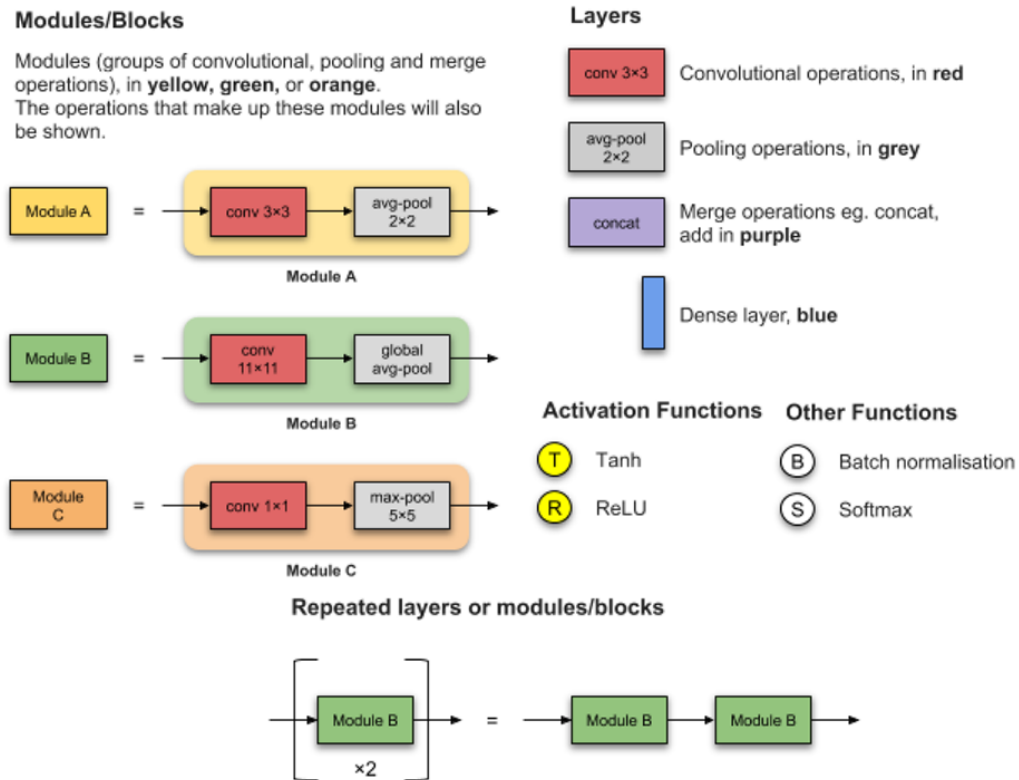 Modules/Blocks
Modules (groups of convolutional, pooling and merge
operations), in yellow, green, or orange.
The operations that make up these modules will also
be shown.
Module A
=
conv 3×3
avg-pool
2×2
Module A
Module B
=
conv
11×11
global
avg-pool
Module B
Module
C
=
conv 1×1
max-pool
5×5
Module C
Layers
conv 3×3
Convolutional operations, in red
avg-pool
2×2
Pooling operations, in grey
concat
Merge operations eg. concat,
add in purple
Dense layer, blue
Activation Functions
T
Tanh
R
ReLU
Other Functions
B
Batch normalisation
S
Softmax
Repeated layers or modules/blocks
Module B
×2
=
Module B
Module B